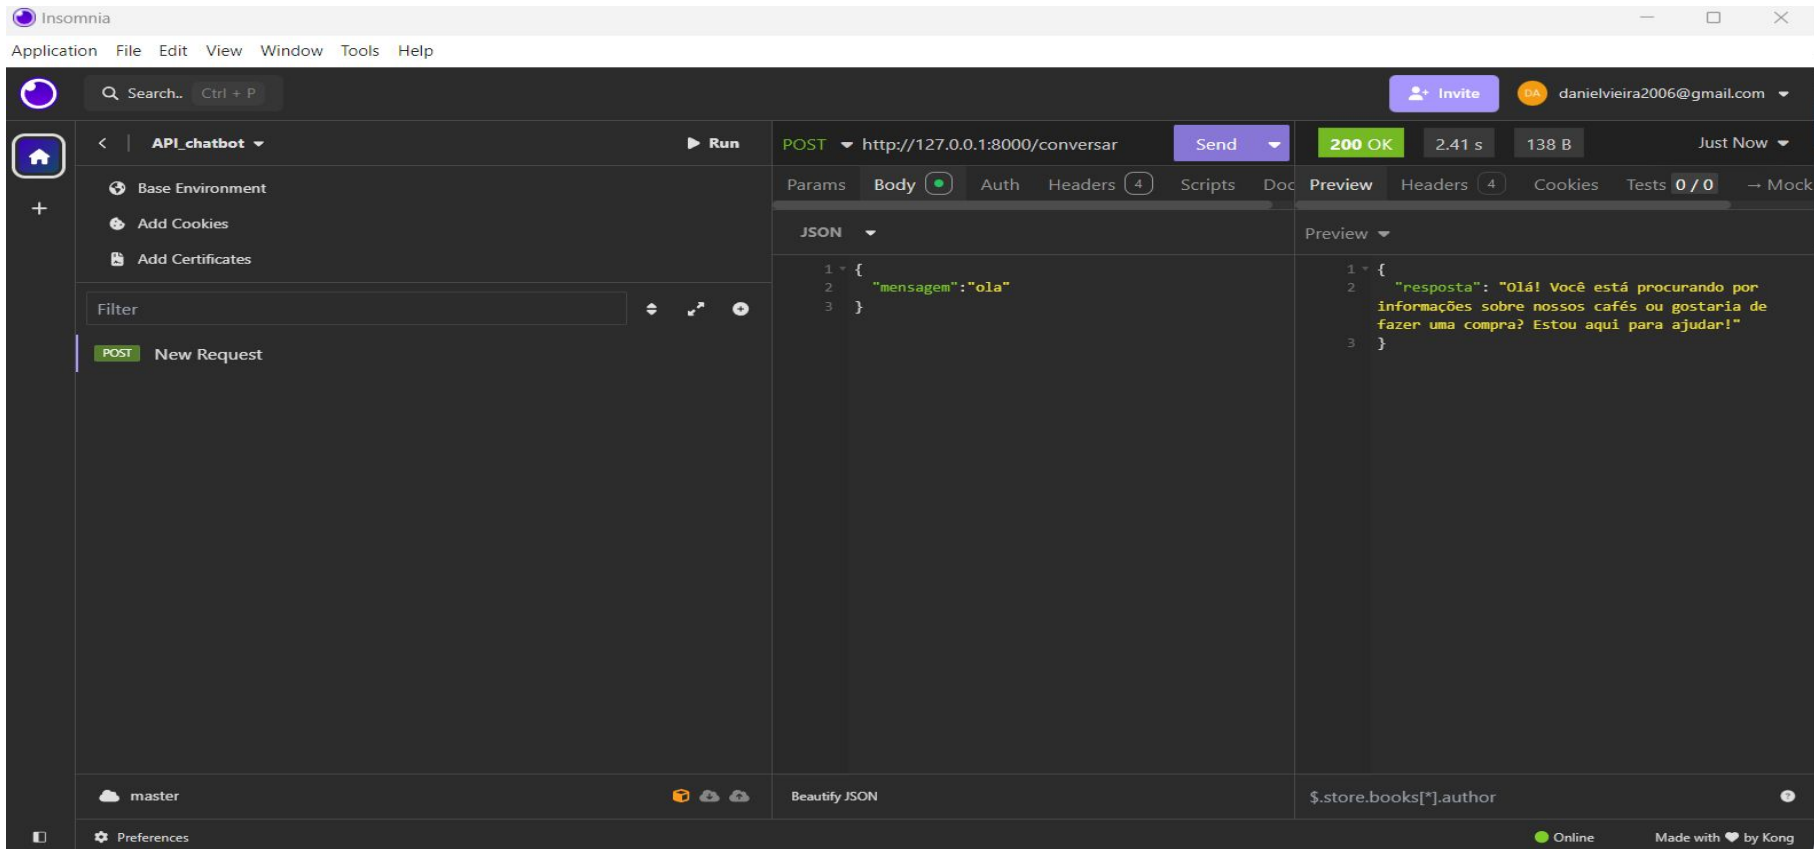 Insomnia
Application File Edit View Window Tools Help
Search.. Ctrl + P
Invite
DA
danielvieira2006@gmail.com
API_chatbot
Run
Base Environment
Add Cookies
Add Certificates
Filter
POST New Request
master
Preferences
POST http://127.0.0.1:8000/conversar
Send
Params Body Auth Headers 4 Scripts Doc
JSON
1 {
2 "mensagem":"ola"
3 }
Beautify JSON
200 OK 2.41 s 138 B Just Now
Preview Headers 4 Cookies Tests 0 / 0 → Mock
Preview
1 {
2 "resposta": "Olá! Você está procurando por
informações sobre nossos cafés ou gostaria de
fazer uma compra? Estou aqui para ajudar!"
3 }
$.store.books[*].author
?
Online
Made with ♥ by Kong